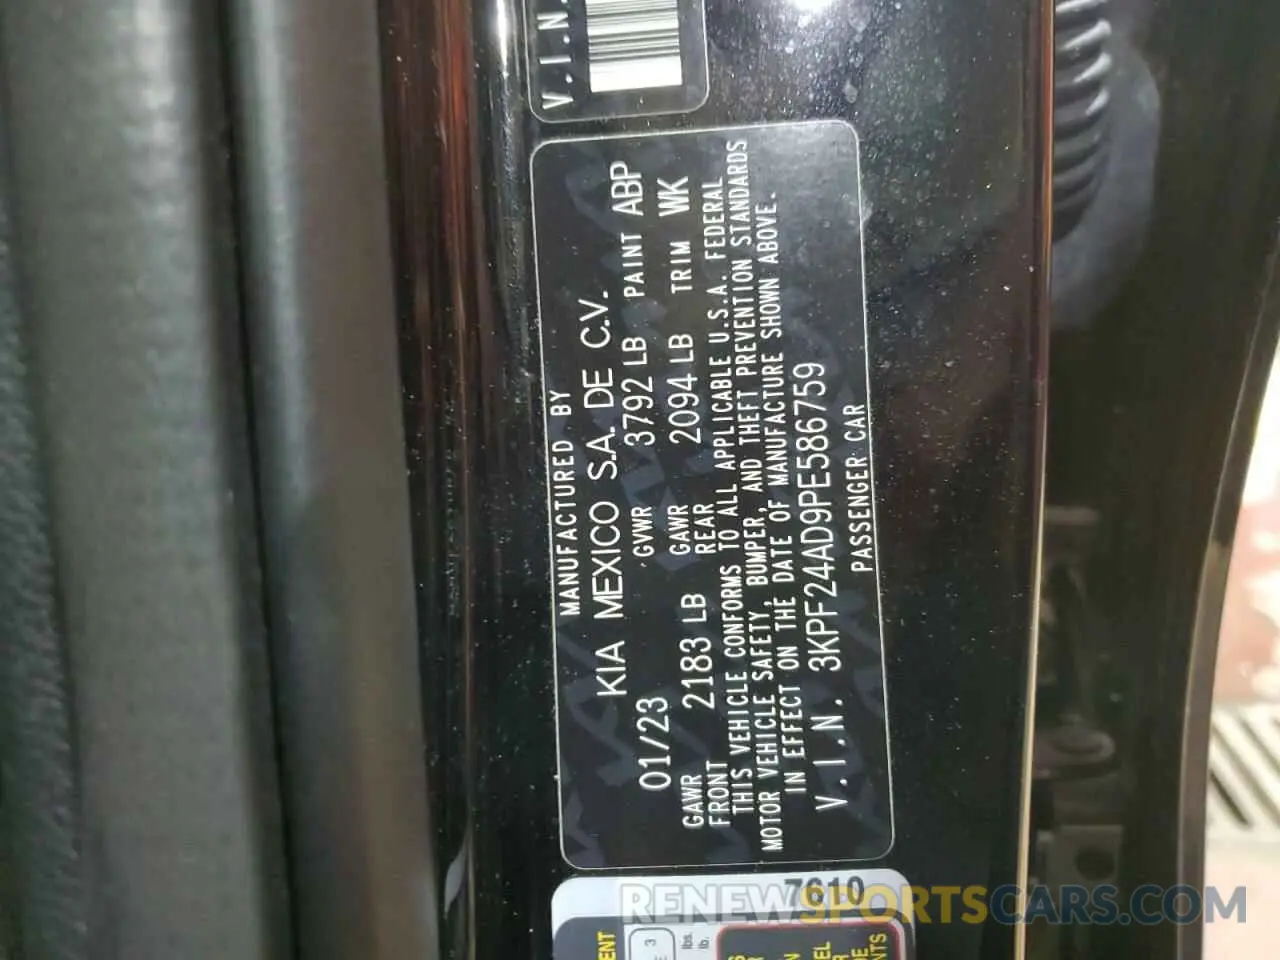 V.I.N.
MANUFACTURED BY
KIA MEXICO S.A. DE C.V.
01/23 GVWR 3792 LB PAINT ABP
GAWR FRONT 2183 LB GAWR REAR 2094 LB TRIM WK
THIS VEHICLE CONFORMS TO ALL APPLICABLE U.S.A. FEDERAL
MOTOR VEHICLE SAFETY, BUMPER, AND THEFT PREVENTION STANDARDS
IN EFFECT ON THE DATE OF MANUFACTURE SHOWN ABOVE.
V.I.N. 3KPF24AD9PE586759
PASSENGER CAR
7610
RENEWSPORTSCARS.COM